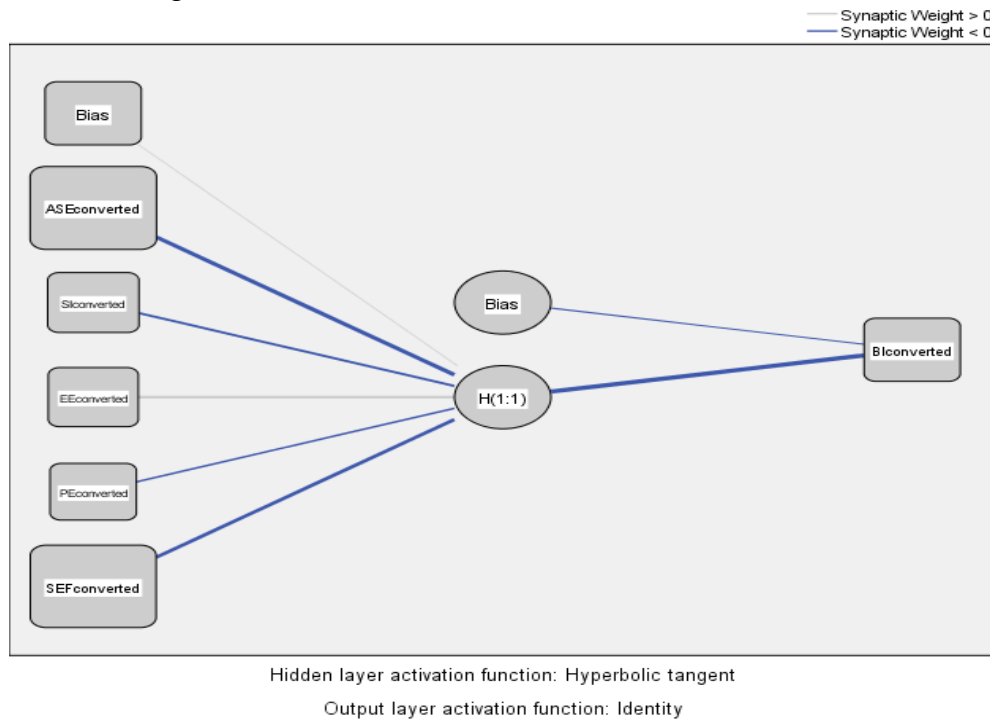 Synaptic Weight > 0
Synaptic Weight < 0
Bias
ASEconverted
SIconverted
EEconverted
PEconverted
SEFconverted
Bias
H(1:1)
BIconverted
Hidden layer activation function: Hyperbolic tangent
Output layer activation function: Identity